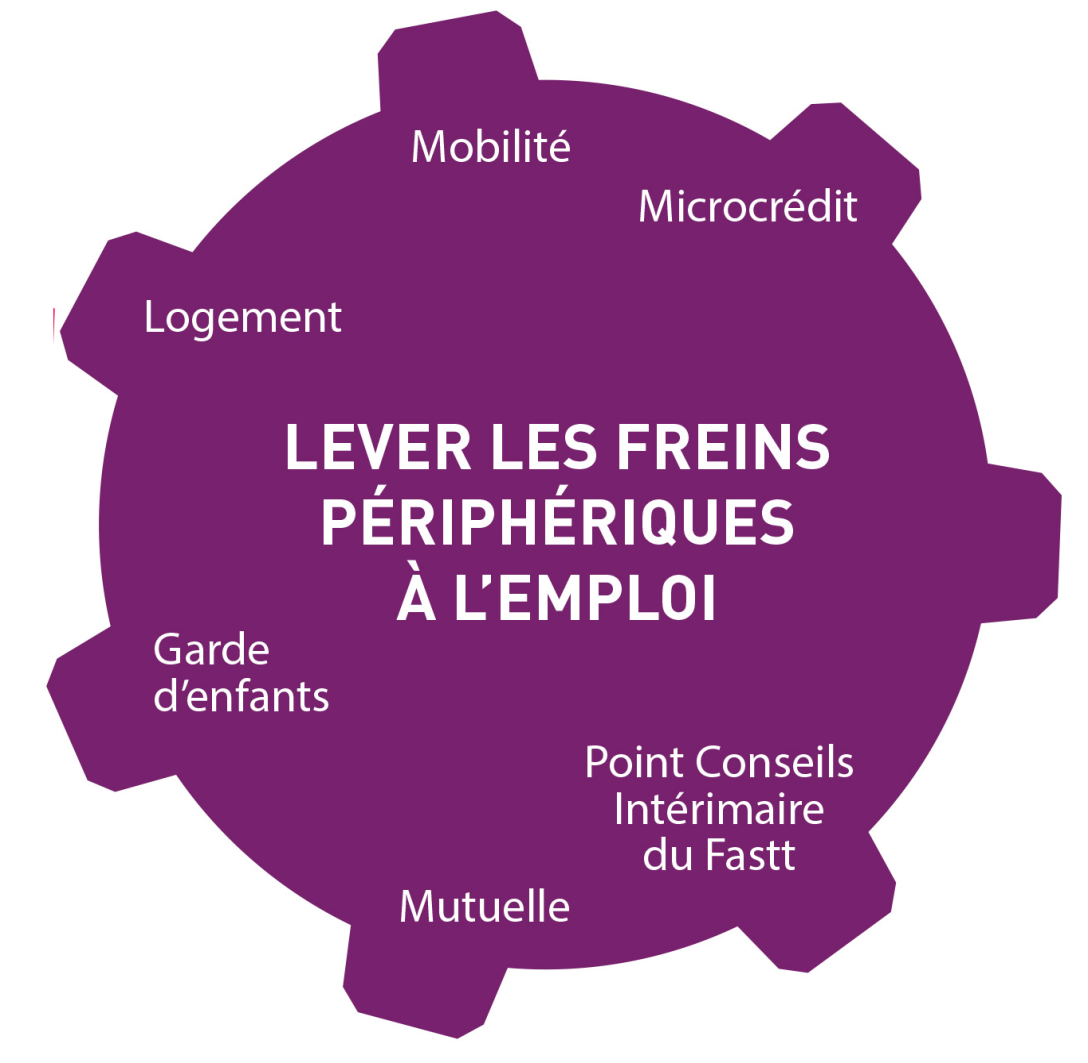 Mobilité
Microcrédit
Logement
LEVER LES FREINS
PÉRIPHÉRIQUES
À L’EMPLOI
Garde
d’enfants
Point Conseils
Intérimaire
du Fastt
Mutuelle